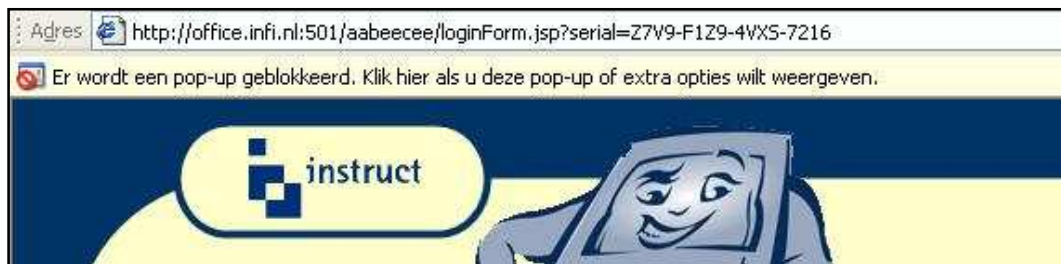 Adres http://office.infi.nl:501/aabeecee/loginForm.jsp?serial=Z7V9-F1Z9-4VXS-7216
Er wordt een pop-up geblokkeerd. Klik hier als u deze pop-up of extra opties wilt weergeven.
instruct